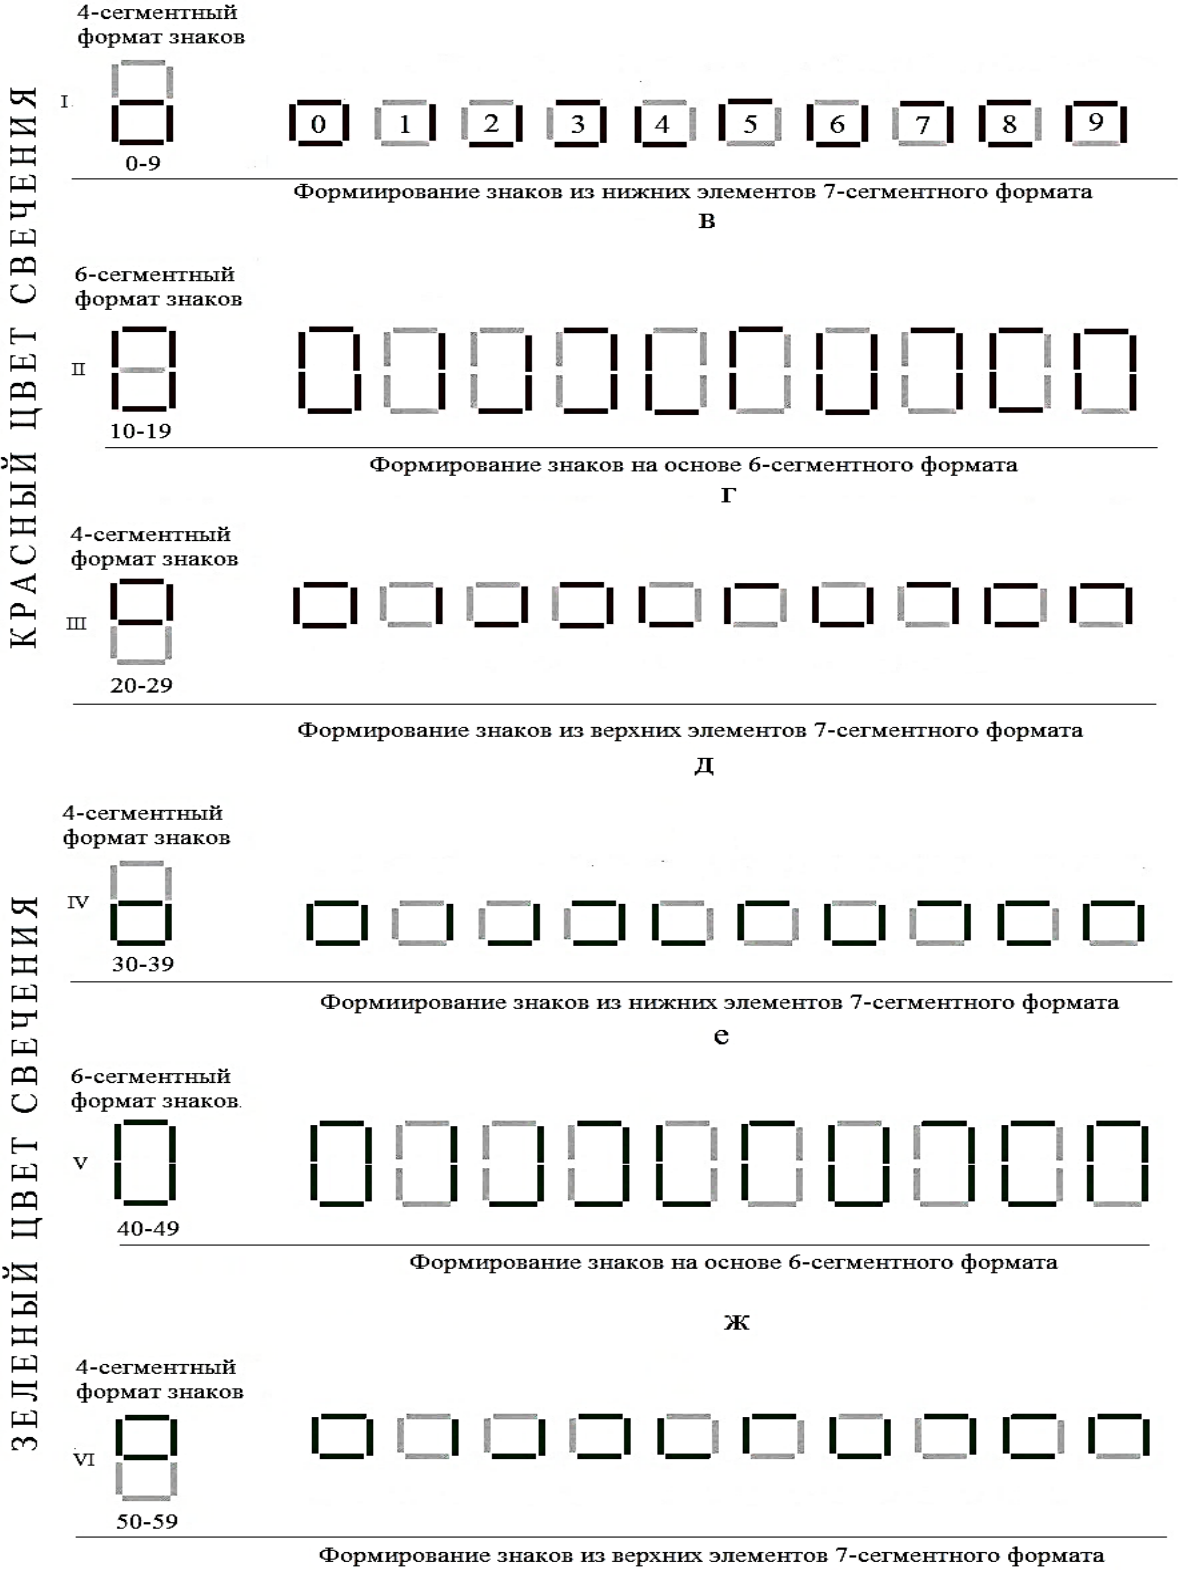 КРАСНЫЙ ЦВЕТ СВЕЧЕНИЯ
4-сегментный
формат знаков
I
0 1 2 3 4 5 6 7 8 9
0-9
Формиирование знаков из нижних элементов 7-сегментного формата
в
6-сегментный
формат знаков
II
10-19
Формирование знаков на основе 6-сегментного формата
г
4-сегментный
формат знаков
III
20-29
Формирование знаков из верхних элементов 7-сегментного формата
д
ЗЕЛЕНЫЙ ЦВЕТ СВЕЧЕНИЯ
4-сегментный
формат знаков
IV
30-39
Формиирование знаков из нижних элементов 7-сегментного формата
е
6-сегментный
формат знаков
V
40-49
Формирование знаков на основе 6-сегментного формата
ж
4-сегментный
формат знаков
VI
50-59
Формирование знаков из верхних элементов 7-сегментного формата